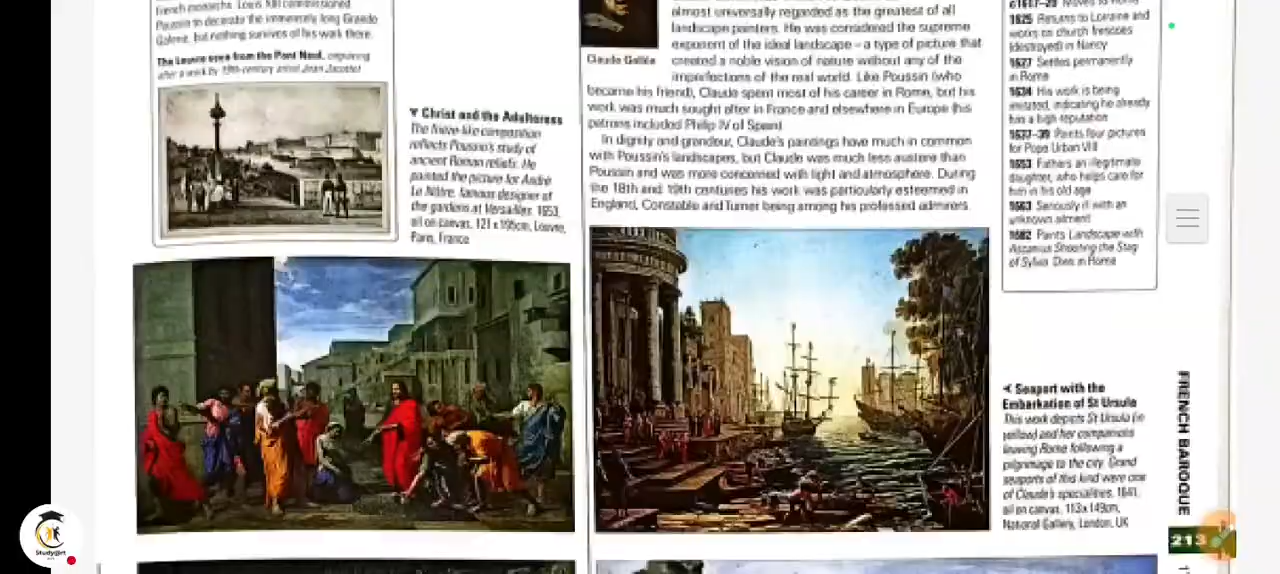 French monarchs. Louis XIII commissioned
Poussin to decorate the immensely long Grande
Galerie, but nothing survives of his work there.
The Louvre seen from the Pont Neuf, engraving
after a work by 19th-century artist Jean Jacottet
▼ Christ and the Adulteress
The frieze-like composition
reflects Poussin's study of
ancient Roman reliefs. He
painted the picture for André
Le Nôtre, famous designer of
the gardens at Versailles. 1653,
oil on canvas, 121 x 195cm, Louvre,
Paris, France
Claude Gellée
almost universally regarded as the greatest of all
landscape painters. He was considered the supreme
exponent of the ideal landscape – a type of picture that
created a noble vision of nature without any of the
imperfections of the real world. Like Poussin (who
became his friend), Claude spent most of his career in Rome, but his
work was much sought after in France and elsewhere in Europe (his
patrons included Philip IV of Spain)
In dignity and grandeur, Claude's paintings have much in common
with Poussin's landscapes, but Claude was much less austere than
Poussin and was more concerned with light and atmosphere. During
the 18th and 19th centuries his work was particularly esteemed in
England, Constable and Turner being among his professed admirers.
1625 Returns to Lorraine and
works on church frescoes
(destroyed) in Nancy
1627 Settles permanently
in Rome
1634 His work is being
imitated, indicating he already
has a high reputation
1637–39 Paints four pictures
for Pope Urban VIII
1653 Fathers an illegitimate
daughter, who helps care for
him in his old age
1663 Seriously ill with an
unknown ailment
1682 Paints Landscape with
Ascanius Shooting the Stag
of Sylvia. Dies in Rome
◄ Seaport with the
Embarkation of St Ursula
This work depicts St Ursula (in
yellow) and her companions
leaving Rome following a
pilgrimage to the city. Grand
seaports of this kind were one
of Claude's specialities. 1641,
oil on canvas, 113x149cm,
National Gallery, London, UK
FRENCH BAROQUE
213
Studygirl